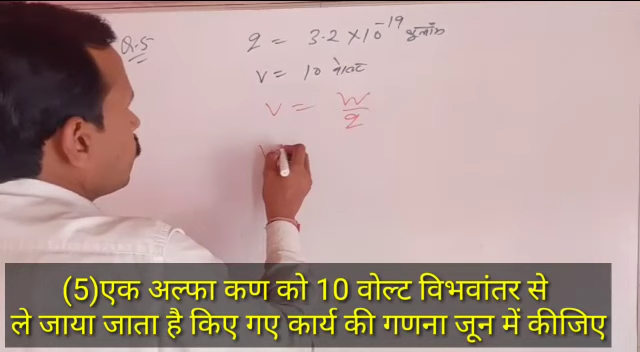 Q.5
q = 3.2 × 10⁻¹⁹ कूलॉम
V = 10 वोल्ट
V = W/q
(5)एक अल्फा कण को 10 वोल्ट विभवांतर से
ले जाया जाता है किए गए कार्य की गणना जून में कीजिए